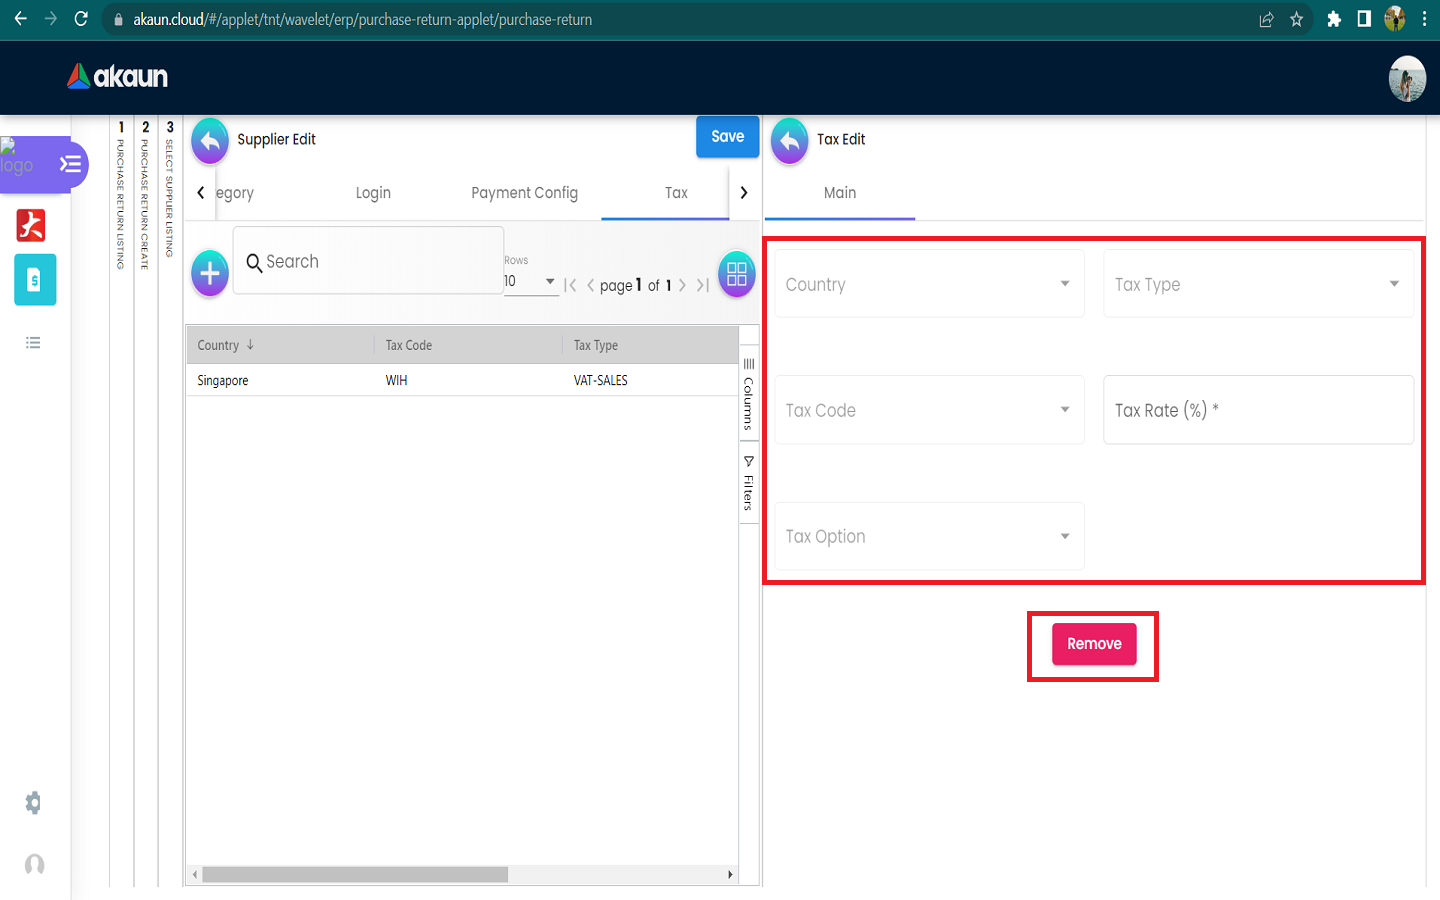 akaun.cloud/#/applet/tnt/wavelet/erp/purchase-return-applet/purchase-return
akaun
logo
1 PURCHASE RETURN LISTING
2 PURCHASE RETURN CREATE
3 SELECT SUPPLIER LISTING
Supplier Edit
Save
egory Login Payment Config Tax
Search
Rows
10
page 1 of 1
Country Tax Code Tax Type
Singapore WIH VAT-SALES
Columns
Filters
Tax Edit
Main
Country Tax Type
Tax Code Tax Rate (%) *
Tax Option
Remove